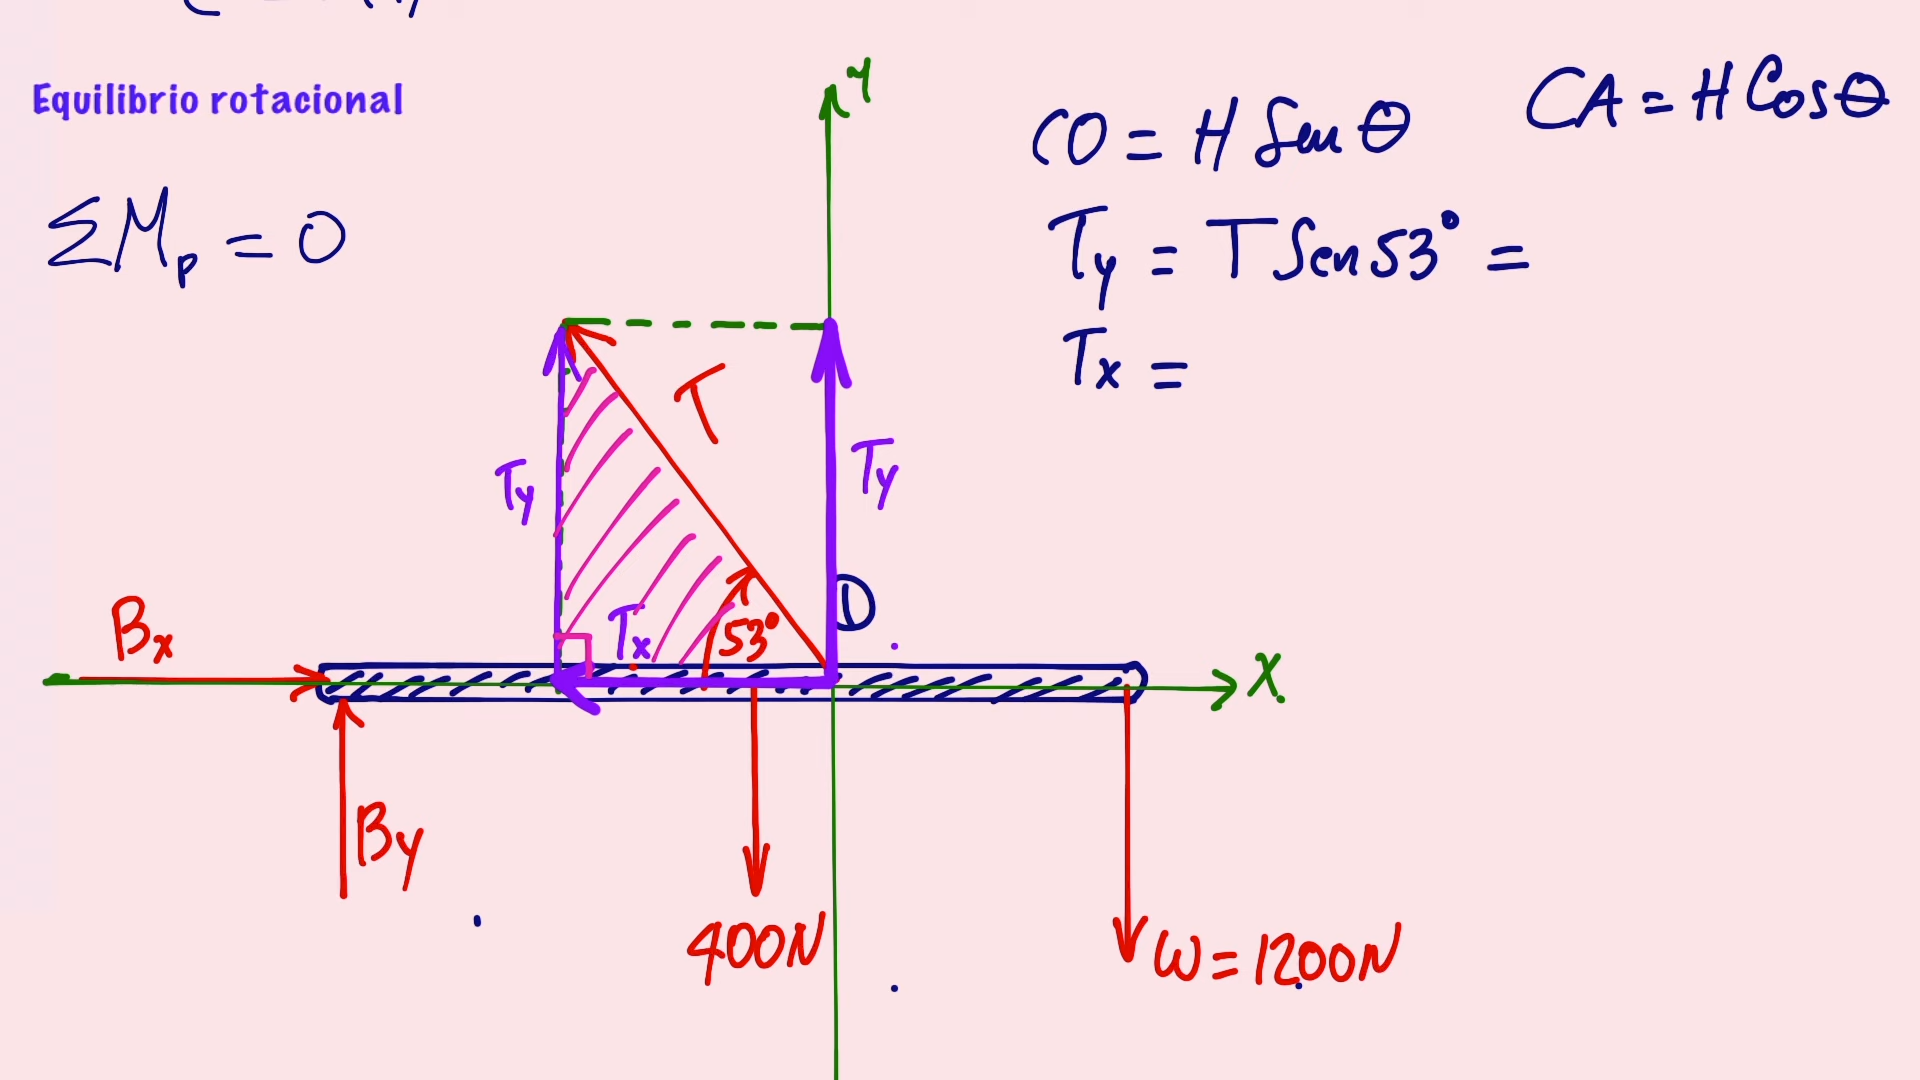 Equilibrio rotacional
ΣMp = 0
CO = H Sen θ
CA = H Cos θ
Ty = T Sen 53° =
Tx =
Y
T
Ty
Ty
D
Bx
Tx
53°
X
By
400N
W = 1200N